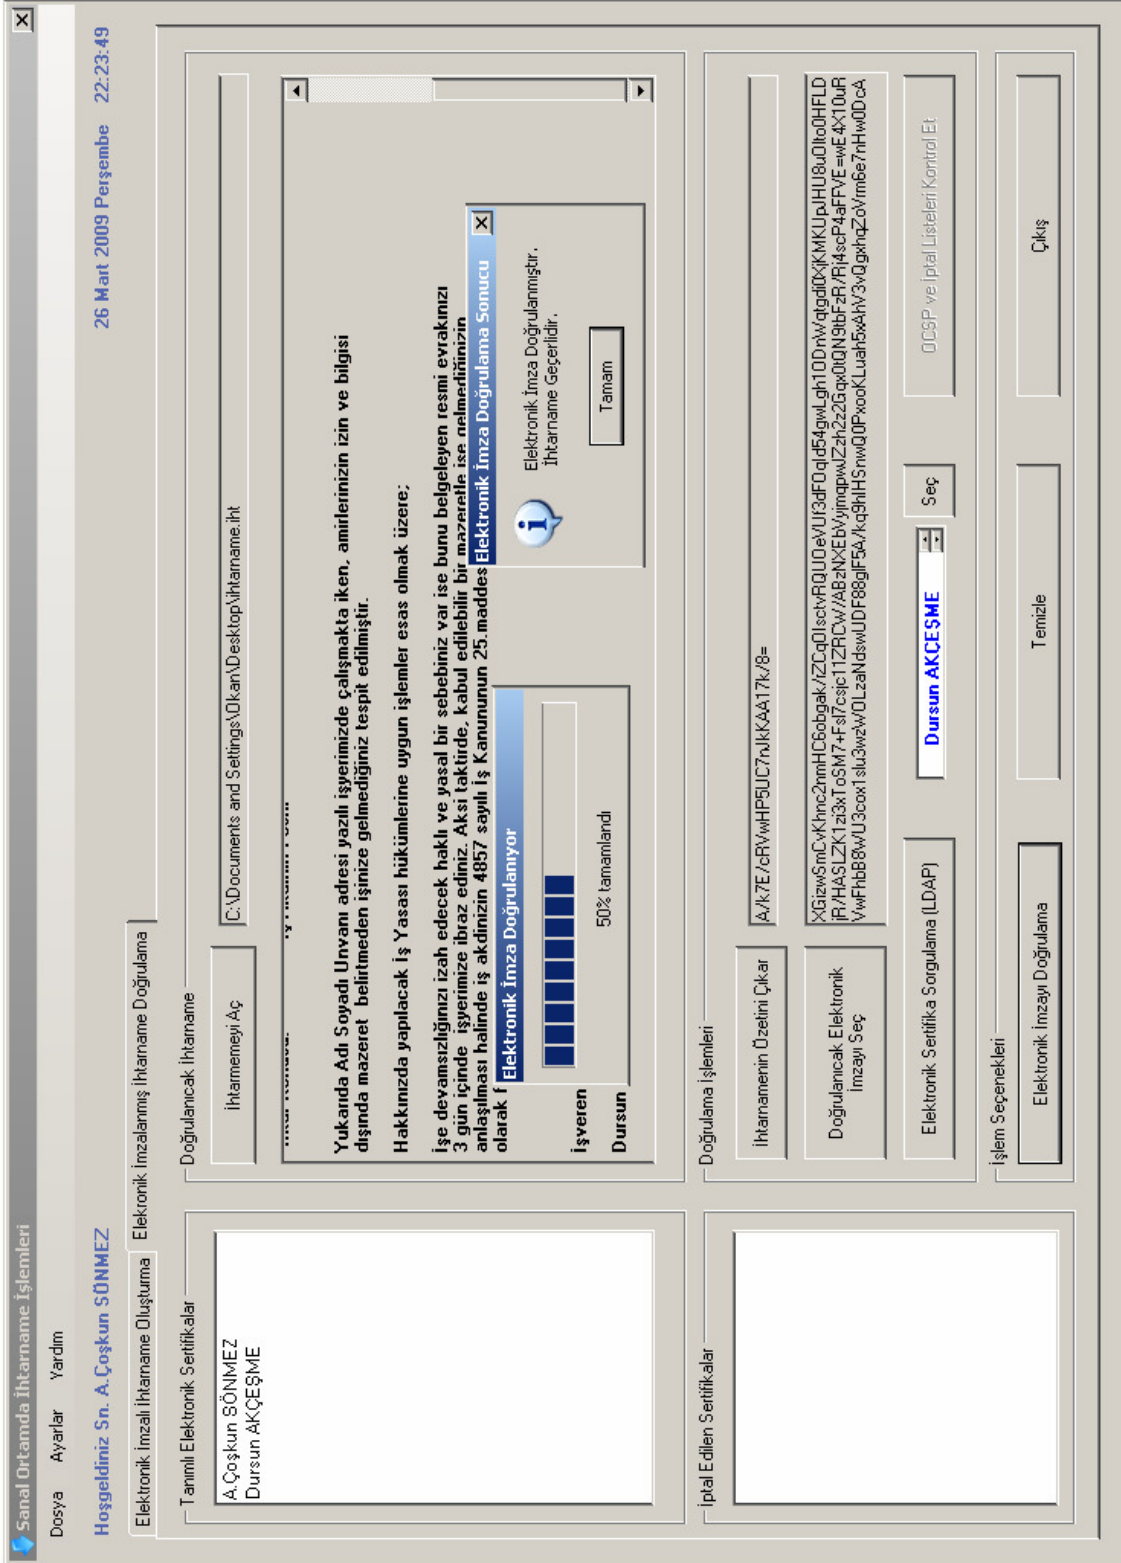 Sanal Ortamda İhtarname İşlemleri
Dosya Ayarlar Yardım
Hoşgeldiniz Sn. A.Çoşkun SÖNMEZ 26 Mart 2009 Perşembe 22:23:49
Elektronik İmzalı İhtarname Oluşturma Elekronik İmzalanmış İhtarname Doğrulama
Tanımlı Elektronik Sertifikalar
A.Çoşkun SÖNMEZ
Dursun AKÇEŞME
İptal Edilen Sertifikalar
Doğrulanıcak İhtarname
İhtarmemeyi Aç C:\Documents and Settings\Okan\Desktop\ihtarname.iht
Yukarıda Adı Soyadı Unvanı adresi yazılı işyerimizde çalışmakta iken, amirlerinizin izin ve bilgisi
dışında mazeret belirtmeden işinize gelmediğiniz tespit edilmiştir.
Hakkınızda yapılacak İş Yasası hükümlerine uygun işlemler esas olmak üzere;
İşe devamsızlığınızı izah edecek haklı ve yasal bir sebebiniz var ise bunu belgeleyen resmi evrakınızı
3 gün içinde işyerimize ibraz ediniz. Aksi taktirde, kabul edilebilir bir mazeretle ise gelmediğinizin
anlaşılması halinde iş akdinizin 4857 sayılı İş Kanununun 25.maddes
olarak f
İşveren
Dursun
Elektronik İmza Doğrulanıyor
50% tamamlandı
Elektronik İmza Doğrulama Sonucu
Elektronik İmza Doğrulanmıştır.
İhtarname Geçerlidir.
Tamam
Doğrulama İşlemleri
İhtarnamenin Özetini Çıkar A/k7E/cRVwHP5UC7nJkKAA17k/8=
Doğrulanıcak Elektronik
İmzayı Seç
Elektronik Sertifika Sorgulama (LDAP) Dursun AKÇEŞME Seç OCSP ve İptal Listeleri Kontrol Et
İşlem Seçenekleri
Elektronik İmzayı Doğrulama Temizle Çıkış